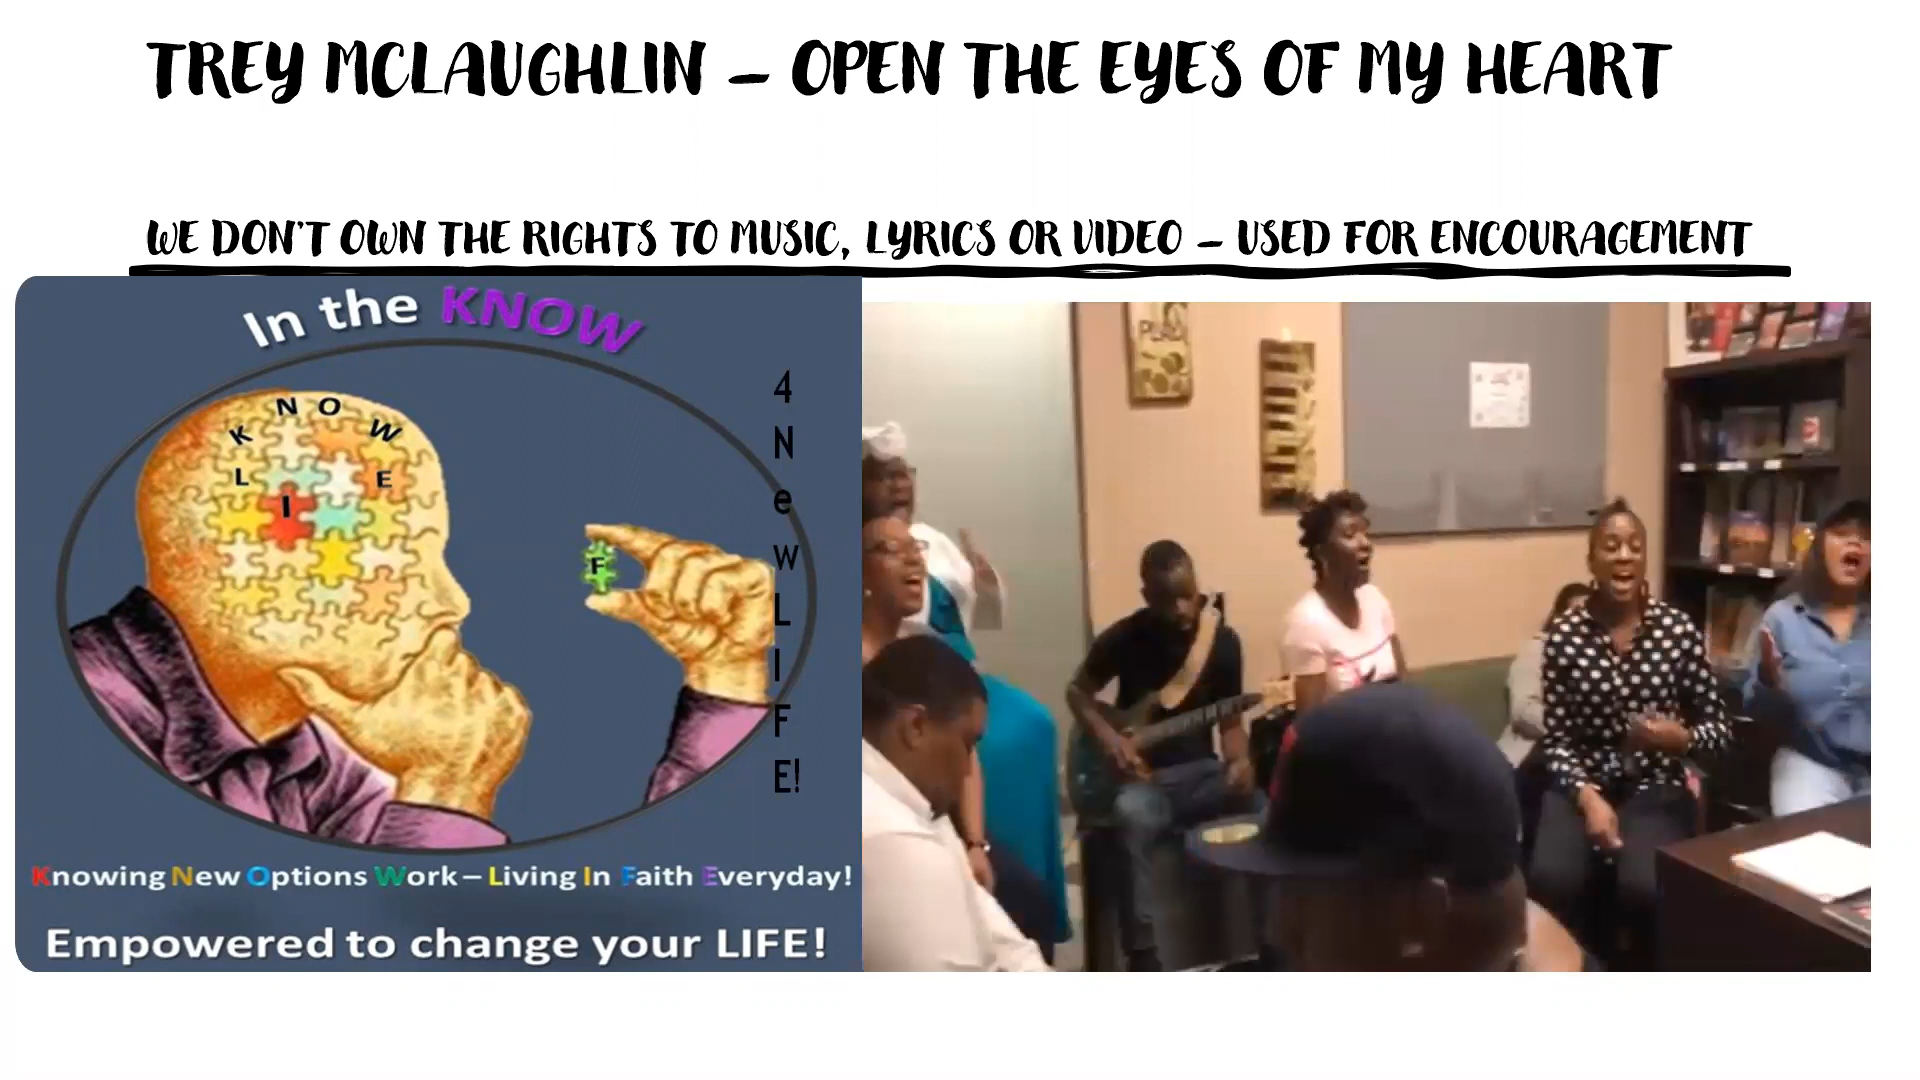 TREY MCLAUGHLIN – OPEN THE EYES OF MY HEART
WE DON'T OWN THE RIGHTS TO MUSIC, LYRICS OR VIDEO – USED FOR ENCOURAGEMENT
In the KNOW
K N O W
L I E
F
4 NewLIFE!
Knowing New Options Work – Living In Faith Everyday!
Empowered to change your LIFE!